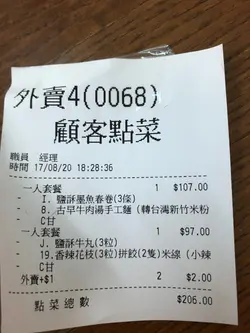 外賣4(0068)
顧客點菜
職員 經理
時間 17/08/20 18:28:36
一人套餐 1 $107.00
- I. 鹽酥墨魚春卷(3條)
- 8. 古早牛肉湯手工麵 (轉台灣新竹米粉
- C甘
一人套餐 1 $97.00
- J. 鹽酥牛丸(3粒)
- 19.香辣花枝(3粒)拼餃(2隻)米線 (小辣
- C甘
外賣+$1 2 $2.00
點菜總數 $206.00